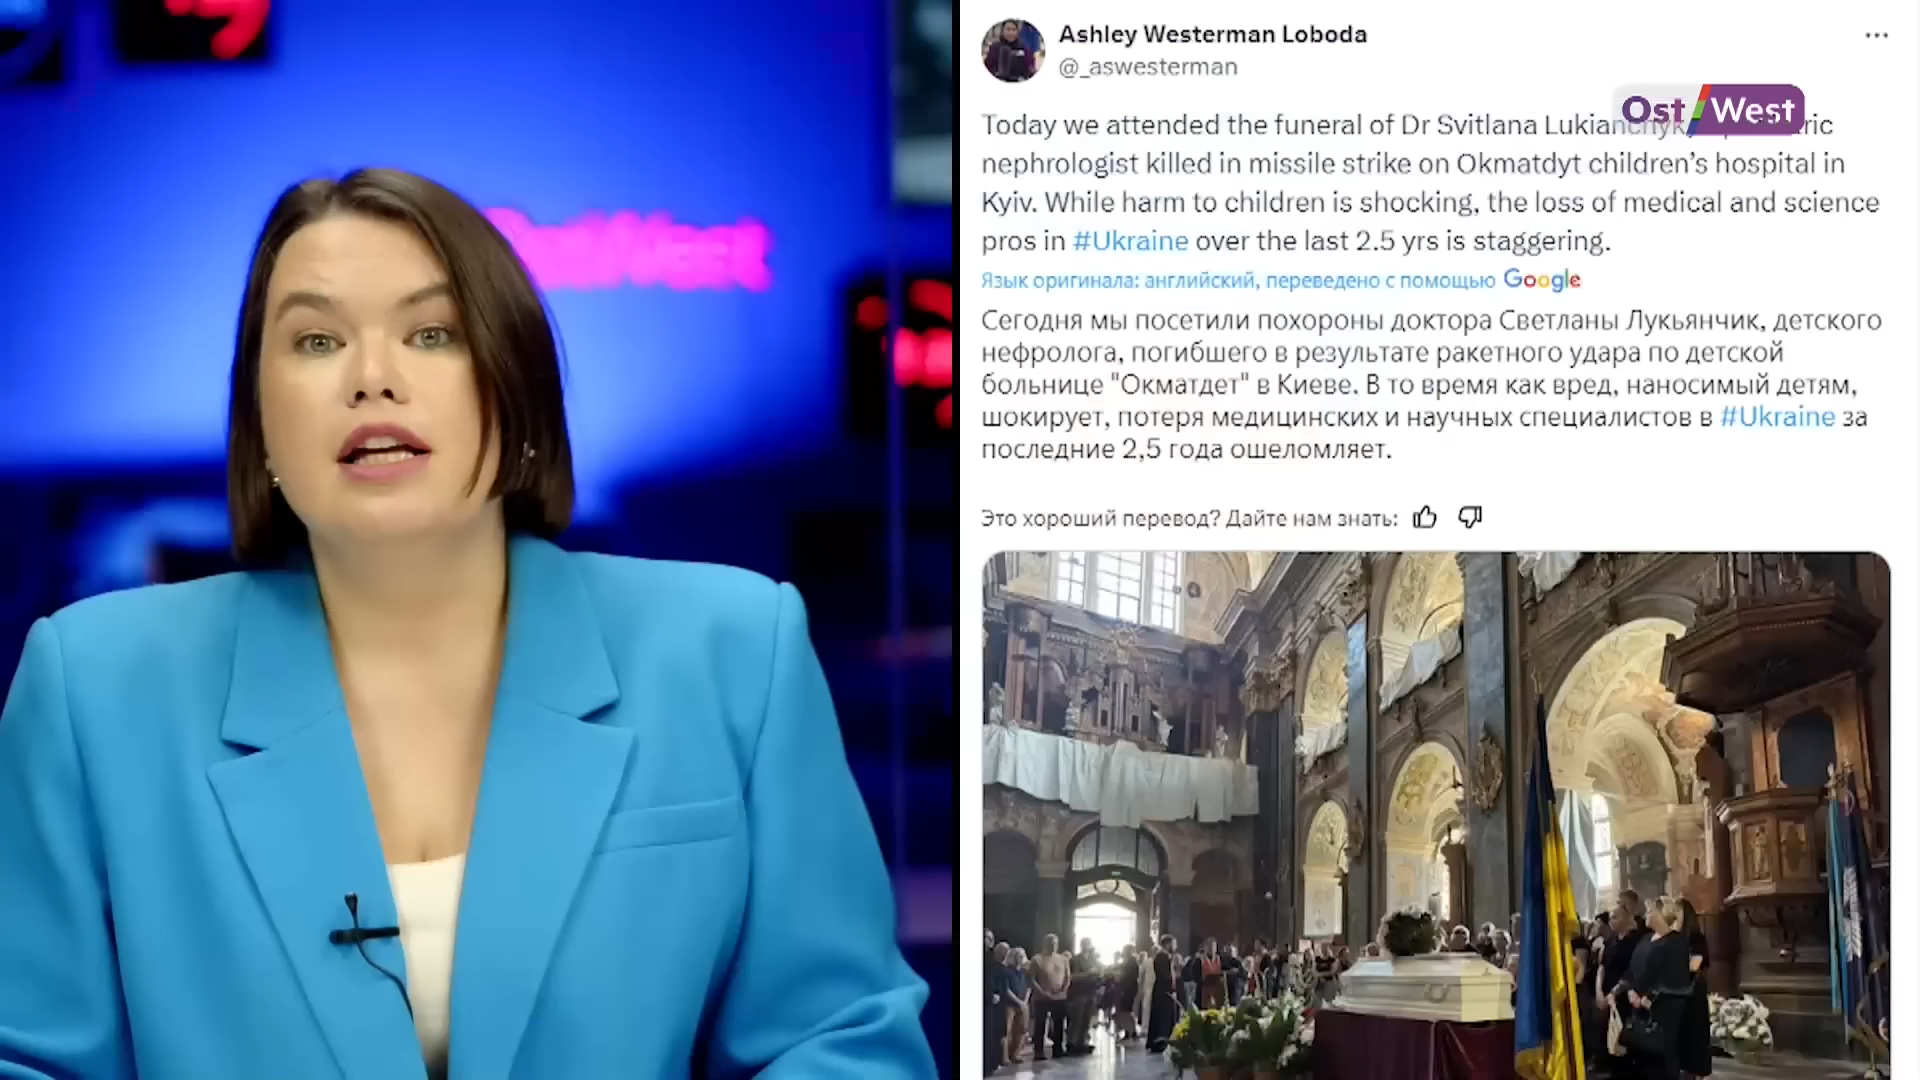 OstWest
Ashley Westerman Loboda
@_aswesterman
Ost/West
Today we attended the funeral of Dr Svitlana Lukianchyk,
nephrologist killed in missile strike on Okmatdyt children’s hospital in
Kyiv. While harm to children is shocking, the loss of medical and science
pros in #Ukraine over the last 2.5 yrs is staggering.
Язык оригинала: английский, переведено с помощью Google
Сегодня мы посетили похороны доктора Светланы Лукьянчик, детского
нефролога, погибшего в результате ракетного удара по детской
больнице "Окматдет" в Киеве. В то время как вред, наносимый детям,
шокирует, потеря медицинских и научных специалистов в #Ukraine за
последние 2,5 года ошеломляет.
Это хороший перевод? Дайте нам знать: